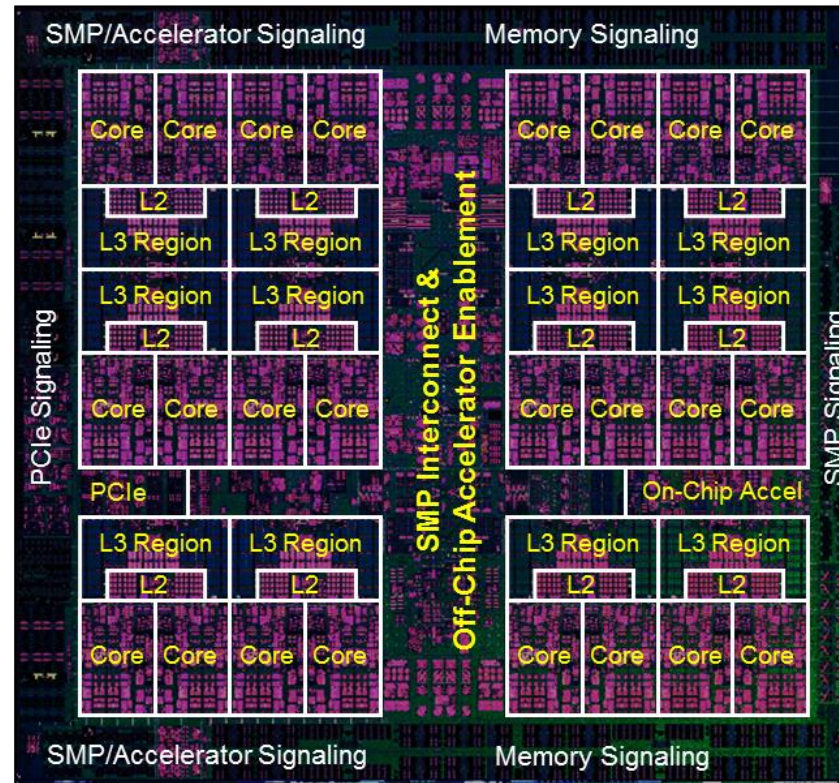 SMP/Accelerator Signaling Memory Signaling
Core Core Core Core Core Core Core Core
L2 L2 L2 L2
L3 Region L3 Region L3 Region L3 Region
L3 Region L3 Region L3 Region L3 Region
L2 L2 L2 L2
Core Core Core Core Core Core Core Core
PCIe Signaling
SMP Interconnect &
Off-Chip Accelerator Enablement
SMP Signaling
PCIe On-Chip Accel
L3 Region L3 Region L3 Region L3 Region
L2 L2 L2 L2
Core Core Core Core Core Core Core Core
SMP/Accelerator Signaling Memory Signaling